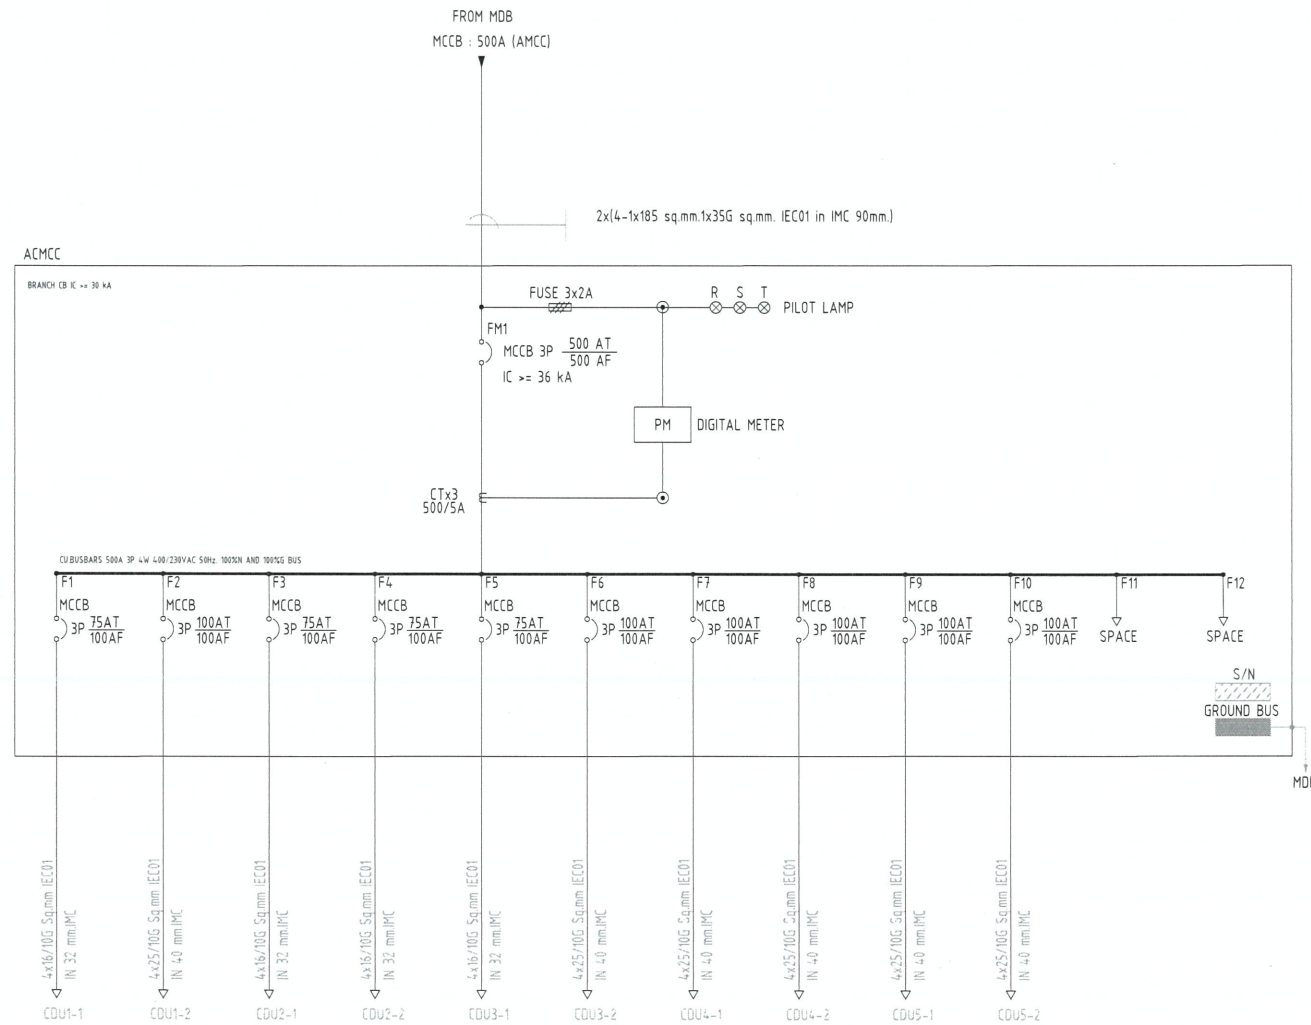 FROM MDB
MCCB : 500A (AMCC)
2x(4-1x185 sq.mm.1x35G sq.mm. IEC01 in IMC 90mm.)
ACMCC
BRANCH CB IC >= 30 kA
FUSE 3x2A
R S T
PILOT LAMP
FM1
MCCB 3P 500 AT
500 AF
IC >= 36 kA
PM
DIGITAL METER
CTx3
500/5A
CU.BUSBARS 500A 3P 4W 400/230VAC 50Hz. 100%N AND 100%G BUS
F1
MCCB
3P 75AT
100AF
F2
MCCB
3P 100AT
100AF
F3
MCCB
3P 75AT
100AF
F4
MCCB
3P 75AT
100AF
F5
MCCB
3P 75AT
100AF
F6
MCCB
3P 100AT
100AF
F7
MCCB
3P 100AT
100AF
F8
MCCB
3P 100AT
100AF
F9
MCCB
3P 100AT
100AF
F10
MCCB
3P 100AT
100AF
F11
SPACE
F12
SPACE
S/N
GROUND BUS
4x16/10G Sq.mm IEC01
IN 32 mm.IMC
CDU1-1
4x25/10G Sq.mm IEC01
IN 40 mm.IMC
CDU1-2
4x16/10G Sq.mm IEC01
IN 32 mm.IMC
CDU2-1
4x16/10G Sq.mm IEC01
IN 32 mm.IMC
CDU2-2
4x16/10G Sq.mm IEC01
IN 32 mm.IMC
CDU3-1
4x25/10G Sq.mm IEC01
IN 40 mm.IMC
CDU3-2
4x25/10G Sq.mm IEC01
IN 40 mm.IMC
CDU4-1
4x25/10G Sq.mm IEC01
IN 40 mm.IMC
CDU4-2
4x25/10G Sq.mm IEC01
IN 40 mm.IMC
CDU5-1
4x25/10G Sq.mm IEC01
IN 40 mm.IMC
CDU5-2